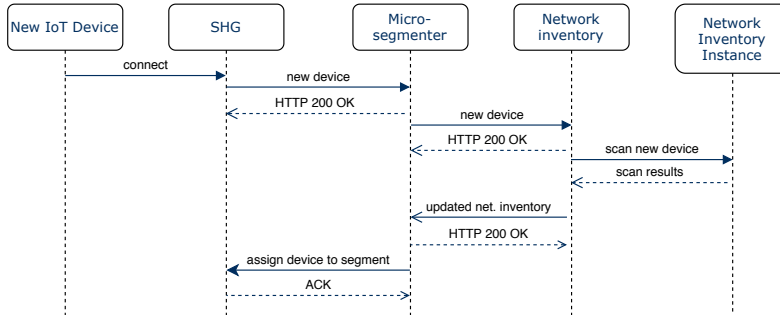 New IoT Device
SHG
Micro-
segmenter
Network
inventory
Network
Inventory
Instance
connect
new device
HTTP 200 OK
new device
HTTP 200 OK
scan new device
scan results
updated net. inventory
HTTP 200 OK
assign device to segment
ACK